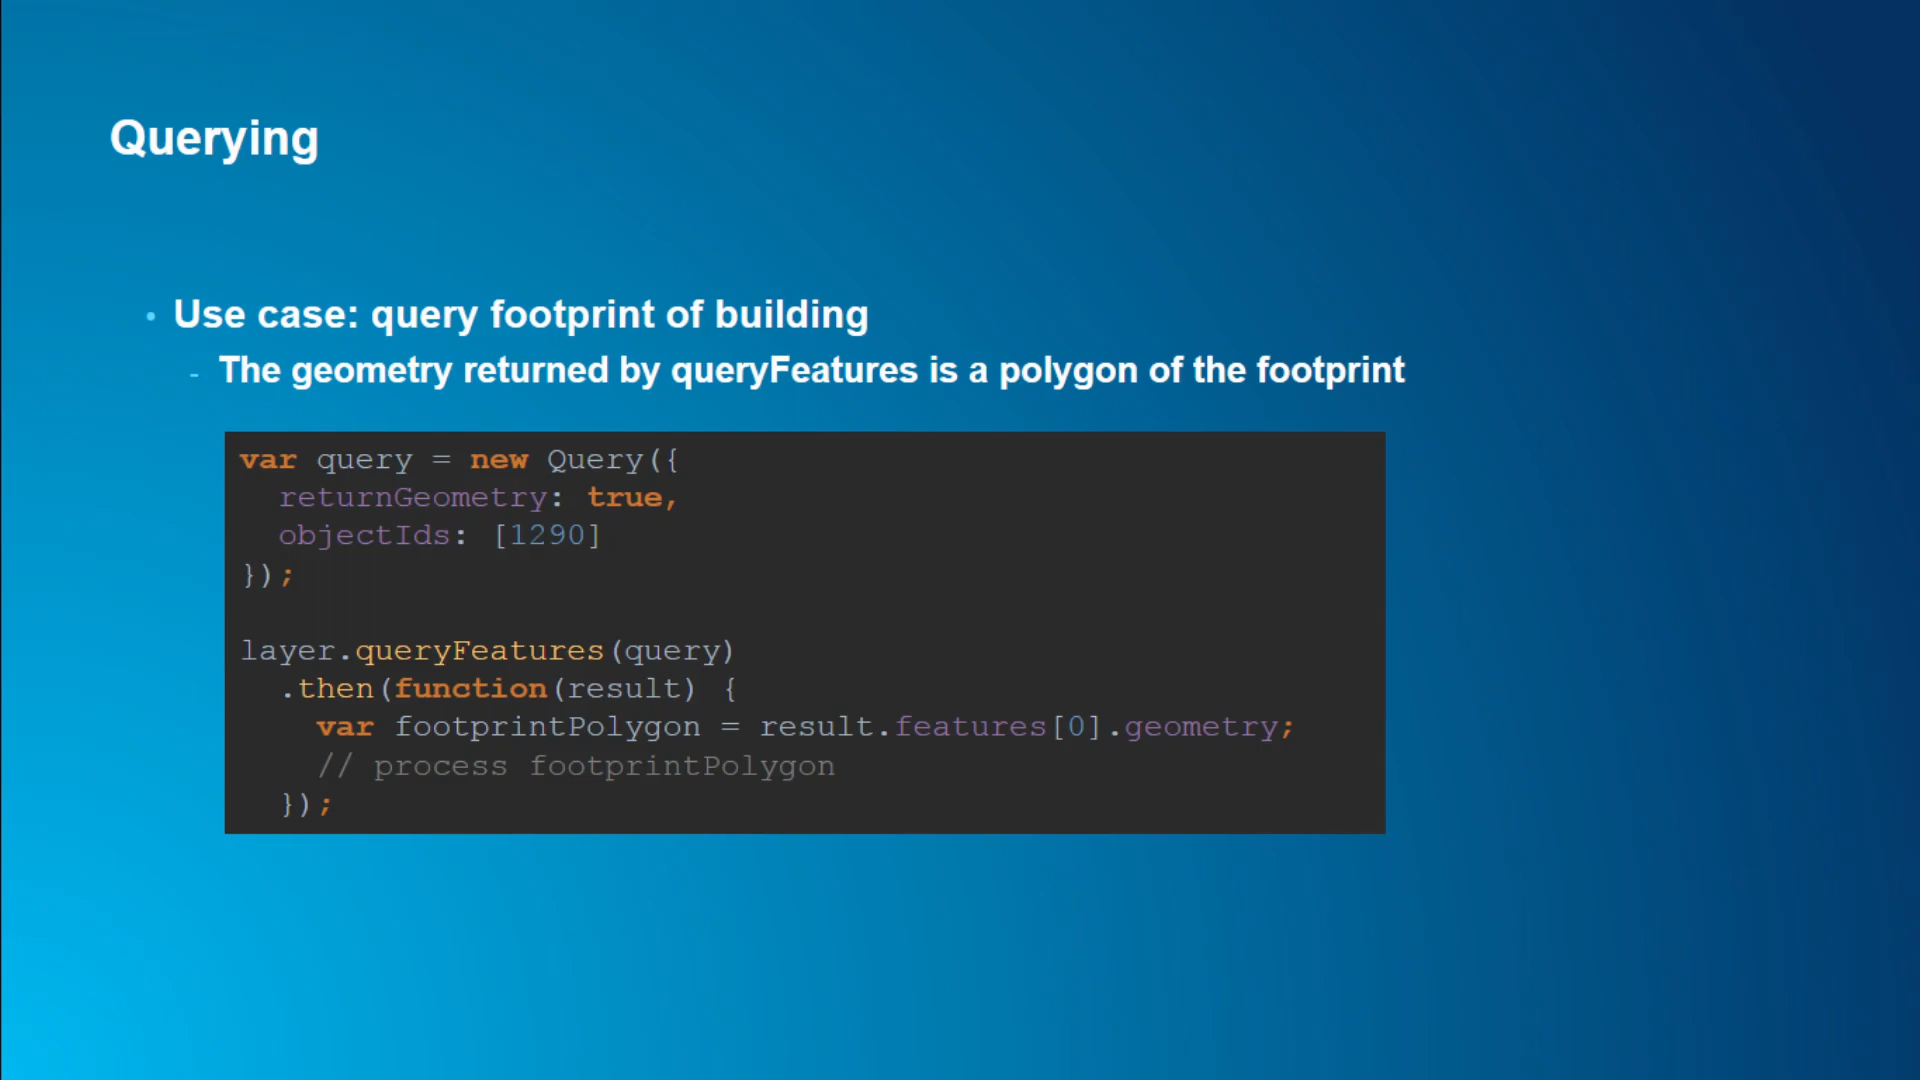 Querying
• Use case: query footprint of building
- The geometry returned by queryFeatures is a polygon of the footprint
var query = new Query({
  returnGeometry: true,
  objectIds: [1290]
});
layer.queryFeatures(query)
  .then(function(result) {
    var footprintPolygon = result.features[0].geometry;
    // process footprintPolygon
  });